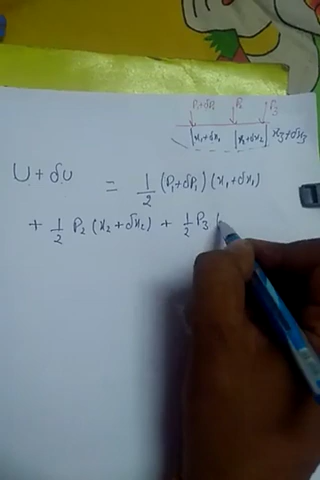 P₁+δP₁ P₂ P₃
x₁+δx₁ x₂+δx₂ x₃+δx₃
U + δu = 1/2 (P₁+δP₁) (x₁+δx₁)
+ 1/2 P₂ (x₂+δx₂) + 1/2 P₃ (